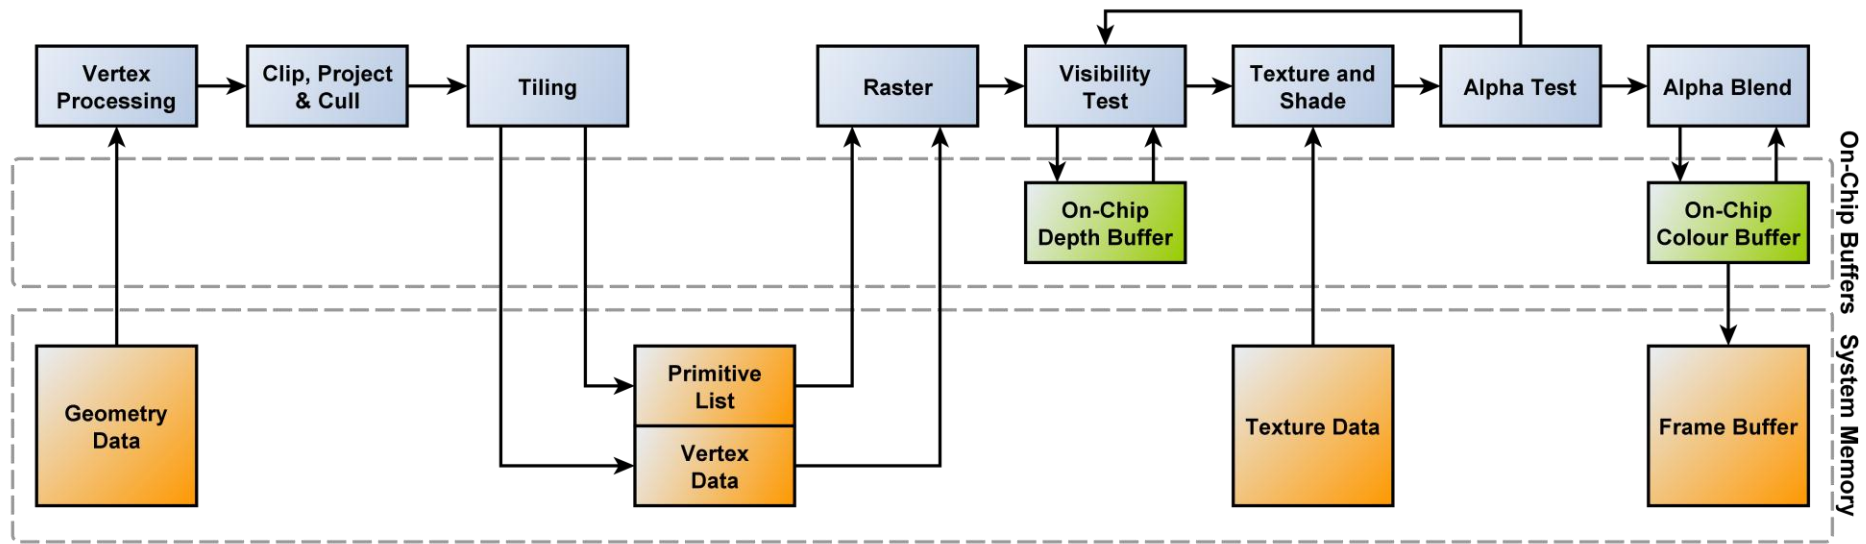 Vertex
Processing
Clip, Project
& Cull
Tiling
Raster
Visibility
Test
Texture and
Shade
Alpha Test
Alpha Blend
On-Chip
Depth Buffer
On-Chip
Colour Buffer
On-Chip Buffers
Geometry
Data
Primitive
List
Vertex
Data
Texture Data
Frame Buffer
System Memory